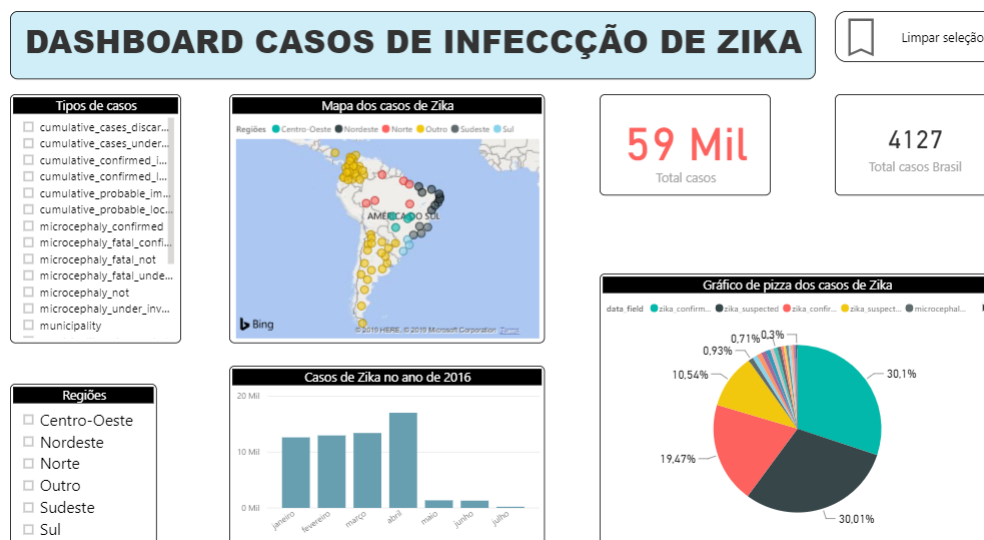 DASHBOARD CASOS DE INFECCÇÃO DE ZIKA
Limpar seleção
Tipos de casos
cumulative_cases_discar...
cumulative_cases_under...
cumulative_confirmed_i...
cumulative_confirmed_l...
cumulative_probable_im...
cumulative_probable_loc...
microcephaly_confirmed
microcephaly_fatal_confi...
microcephaly_fatal_not
microcephaly_fatal_unde...
microcephaly_not
microcephaly_under_inv...
municipality
Mapa dos casos de Zika
Regiões Centro-Oeste Nordeste Norte Outro Sudeste Sul
AMÉRICA DO SUL
Bing
© 2019 HERE, © 2019 Microsoft Corporation Terms
59 Mil
Total casos
4127
Total casos Brasil
Regiões
Centro-Oeste
Nordeste
Norte
Outro
Sudeste
Sul
Casos de Zika no ano de 2016
20 Mil
10 Mil
0 Mil
janeiro
fevereiro
março
abril
maio
junho
julho
Gráfico de pizza dos casos de Zika
data_field zika_confirm... zika_suspected zika_confir... zika_suspect... microcephal...
0,3%
0,71%
0,93%
10,54%
30,1%
19,47%
30,01%